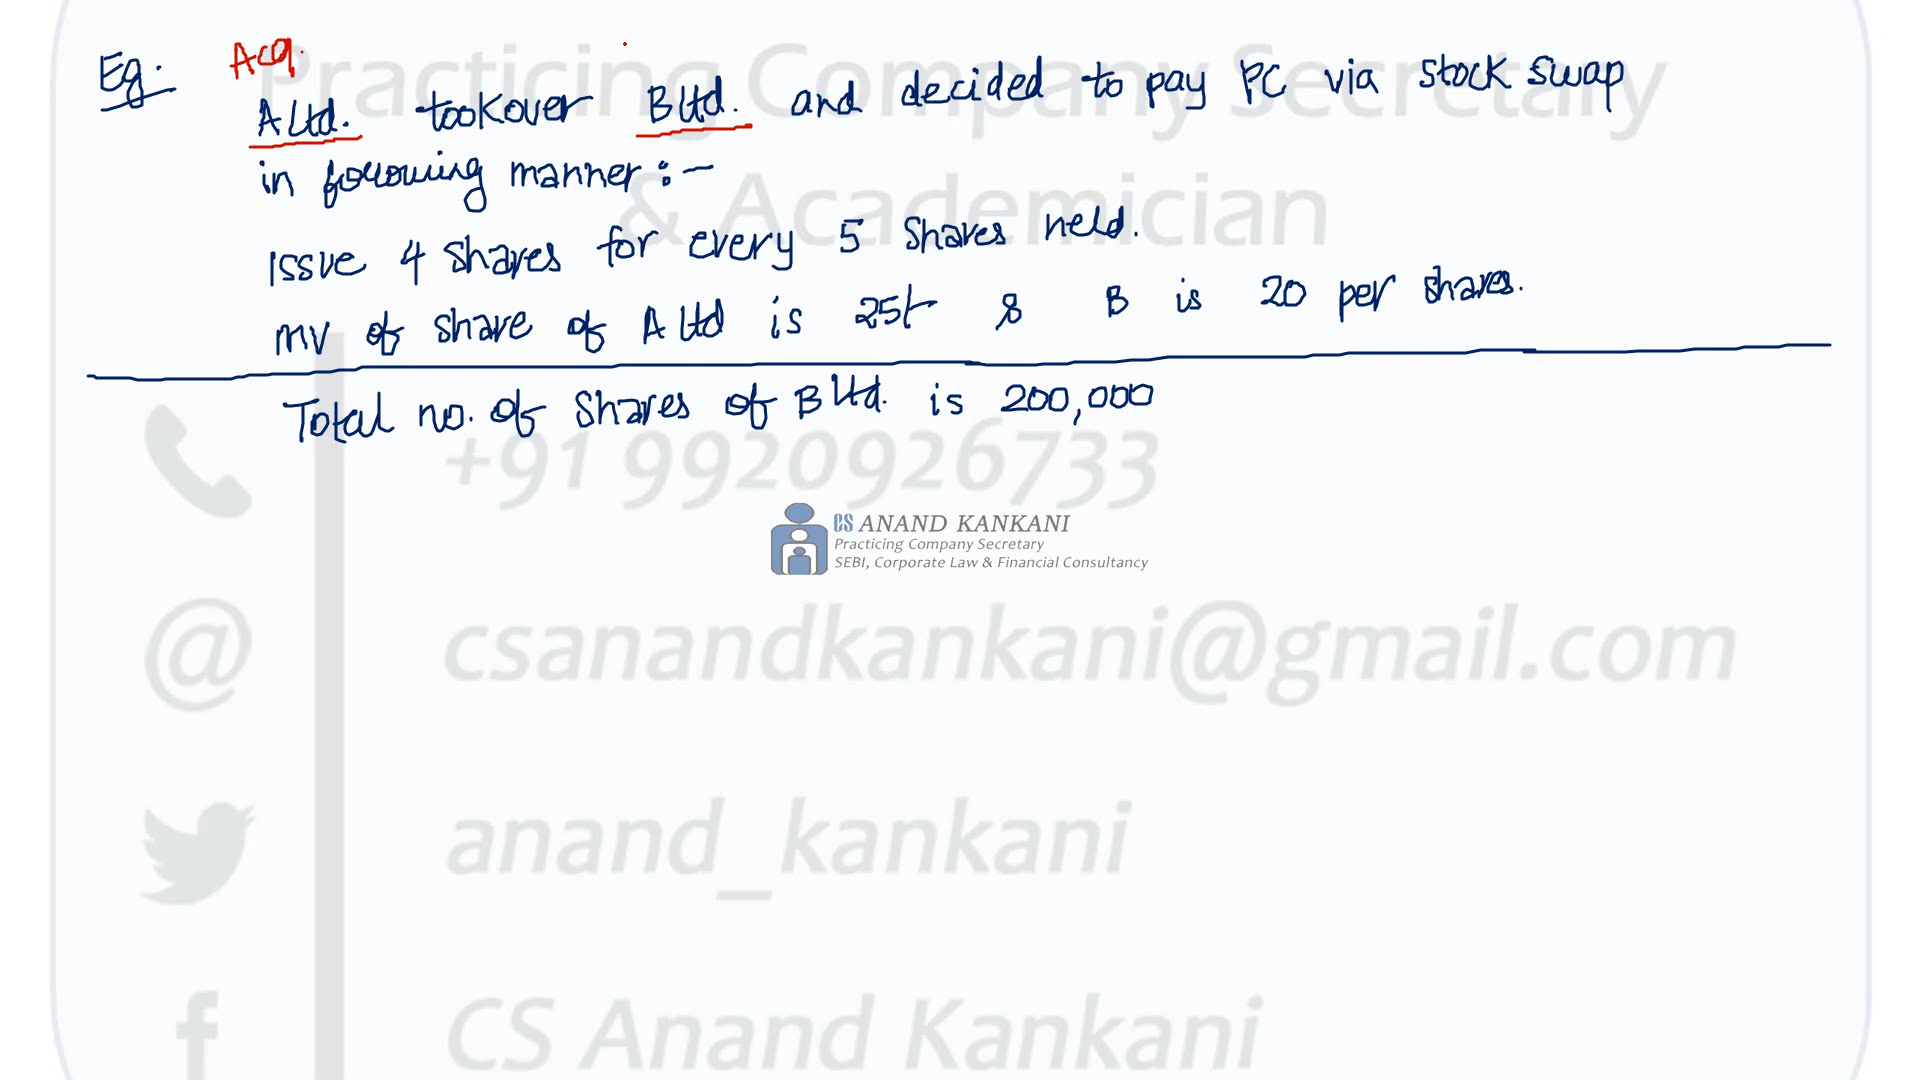 Eg:
Acq.
A Ltd. tookover B Ltd. and decided to pay PC via stock swap
in following manner:-
Issue 4 shares for every 5 shares held.
MV of share of A Ltd is 25/- & B is 20 per shares.
Total no. of shares of B Ltd. is 200,000
Practicing Company Secretary
& Academician
+91 9920926733
CS ANAND KANKANI
Practicing Company Secretary
SEBI, Corporate Law & Financial Consultancy
@ csanandkankani@gmail.com
anand_kankani
f CS Anand Kankani